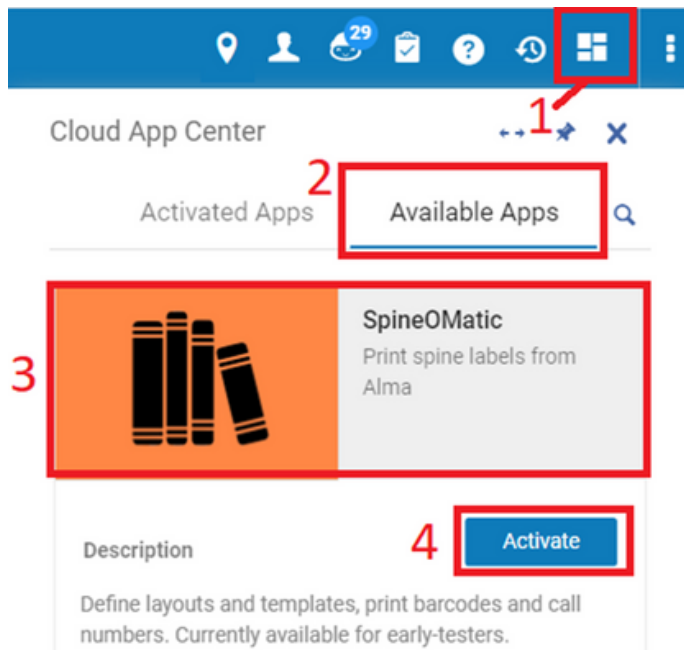 29
?
1
Cloud App Center
2
Activated Apps Available Apps
3
SpineOMatic
Print spine labels from
Alma
4
Description Activate
Define layouts and templates, print barcodes and call
numbers. Currently available for early-testers.